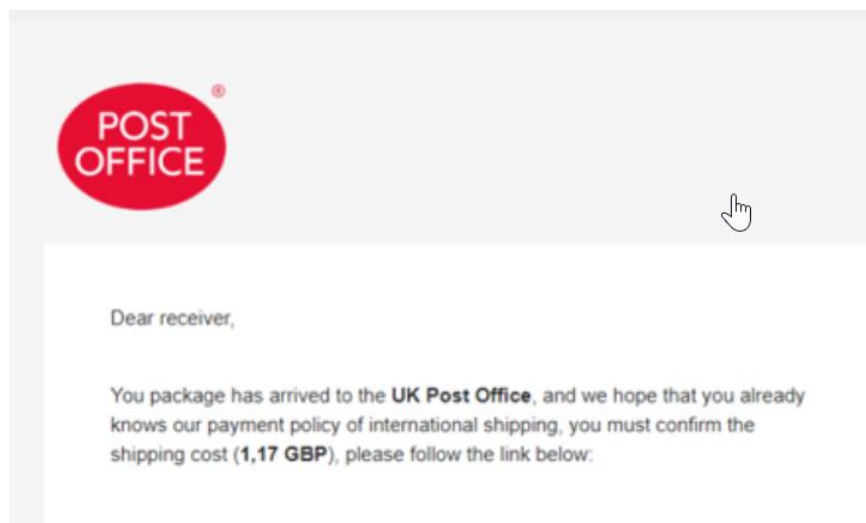 POST
OFFICE
®
Dear receiver,
You package has arrived to the UK Post Office, and we hope that you already
knows our payment policy of international shipping, you must confirm the
shipping cost (1,17 GBP), please follow the link below: